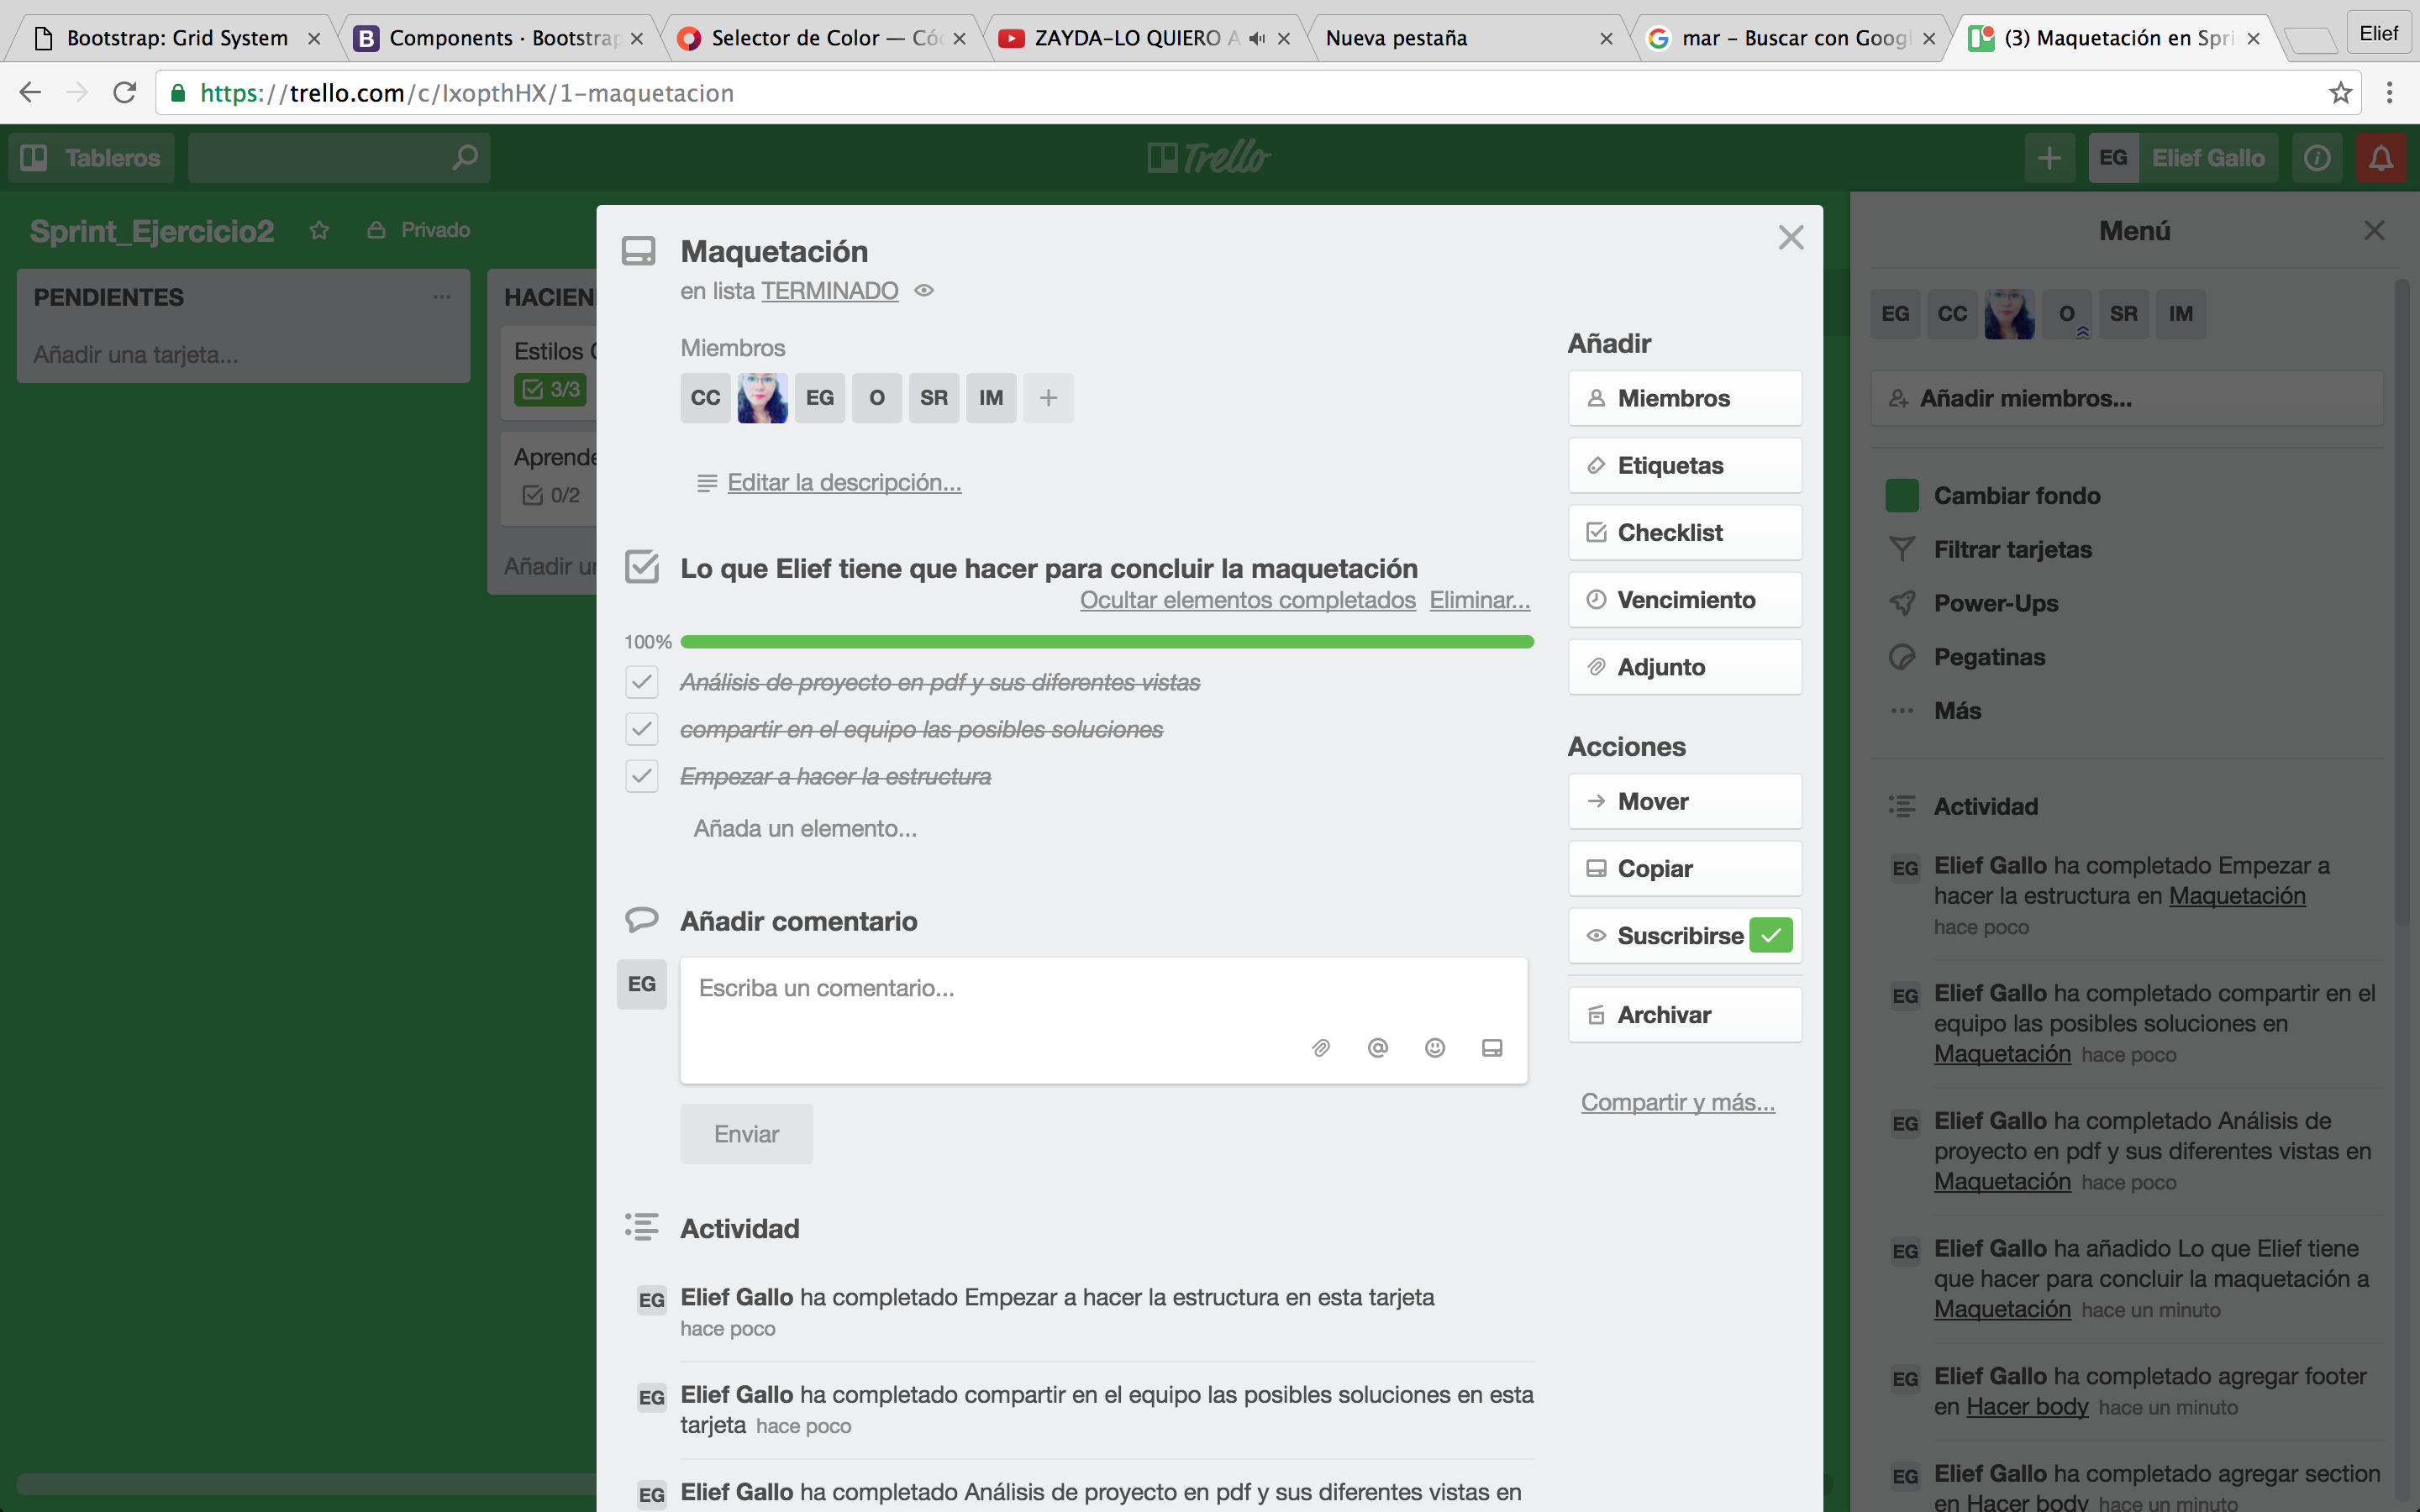 Bootstrap: Grid System
Components · Bootstrap
Selector de Color — Cóc
ZAYDA-LO QUIERO A
Nueva pestaña
mar – Buscar con Googl
(3) Maquetación en Spri
Elief
https://trello.com/c/IxopthHX/1-maquetacion
Tableros
Trello
EG Elief Gallo
Sprint_Ejercicio2
Privado
PENDIENTES
Añadir una tarjeta...
HACIEN
Estilos
3/3
Aprende
0/2
Añadir ur
Maquetación
en lista TERMINADO
Miembros
CC EG O SR IM
Editar la descripción...
Lo que Elief tiene que hacer para concluir la maquetación
Ocultar elementos completados Eliminar...
100%
Análisis de proyecto en pdf y sus diferentes vistas
compartir en el equipo las posibles soluciones
Empezar a hacer la estructura
Añada un elemento...
Añadir comentario
EG
Escriba un comentario...
Enviar
Actividad
EG Elief Gallo ha completado Empezar a hacer la estructura en esta tarjeta
hace poco
EG Elief Gallo ha completado compartir en el equipo las posibles soluciones en esta
tarjeta hace poco
EG Elief Gallo ha completado Análisis de proyecto en pdf y sus diferentes vistas en
Añadir
Miembros
Etiquetas
Checklist
Vencimiento
Adjunto
Acciones
Mover
Copiar
Suscribirse
Archivar
Compartir y más...
Menú
EG CC O SR IM
Añadir miembros...
Cambiar fondo
Filtrar tarjetas
Power-Ups
Pegatinas
Más
Actividad
EG Elief Gallo ha completado Empezar a
hacer la estructura en Maquetación
hace poco
EG Elief Gallo ha completado compartir en el
equipo las posibles soluciones en
Maquetación hace poco
EG Elief Gallo ha completado Análisis de
proyecto en pdf y sus diferentes vistas en
Maquetación hace poco
EG Elief Gallo ha añadido Lo que Elief tiene
que hacer para concluir la maquetación a
Maquetación hace un minuto
EG Elief Gallo ha completado agregar footer
en Hacer body hace un minuto
EG Elief Gallo ha completado agregar section
en Hacer body hace un minuto